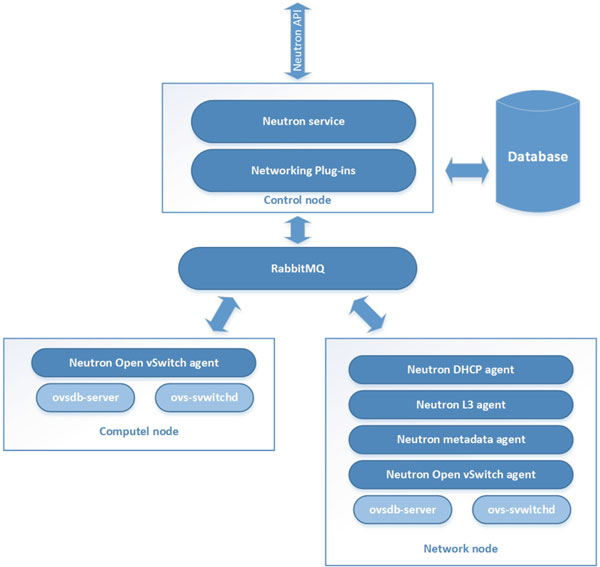 Neutron API
Neutron service
Networking Plug-ins
Control node
Database
RabbitMQ
Neutron Open vSwitch agent
ovsdb-server
ovs-svwitchd
Computel node
Neutron DHCP agent
Neutron L3 agent
Neutron metadata agent
Neutron Open vSwitch agent
ovsdb-server
ovs-svwitchd
Network node